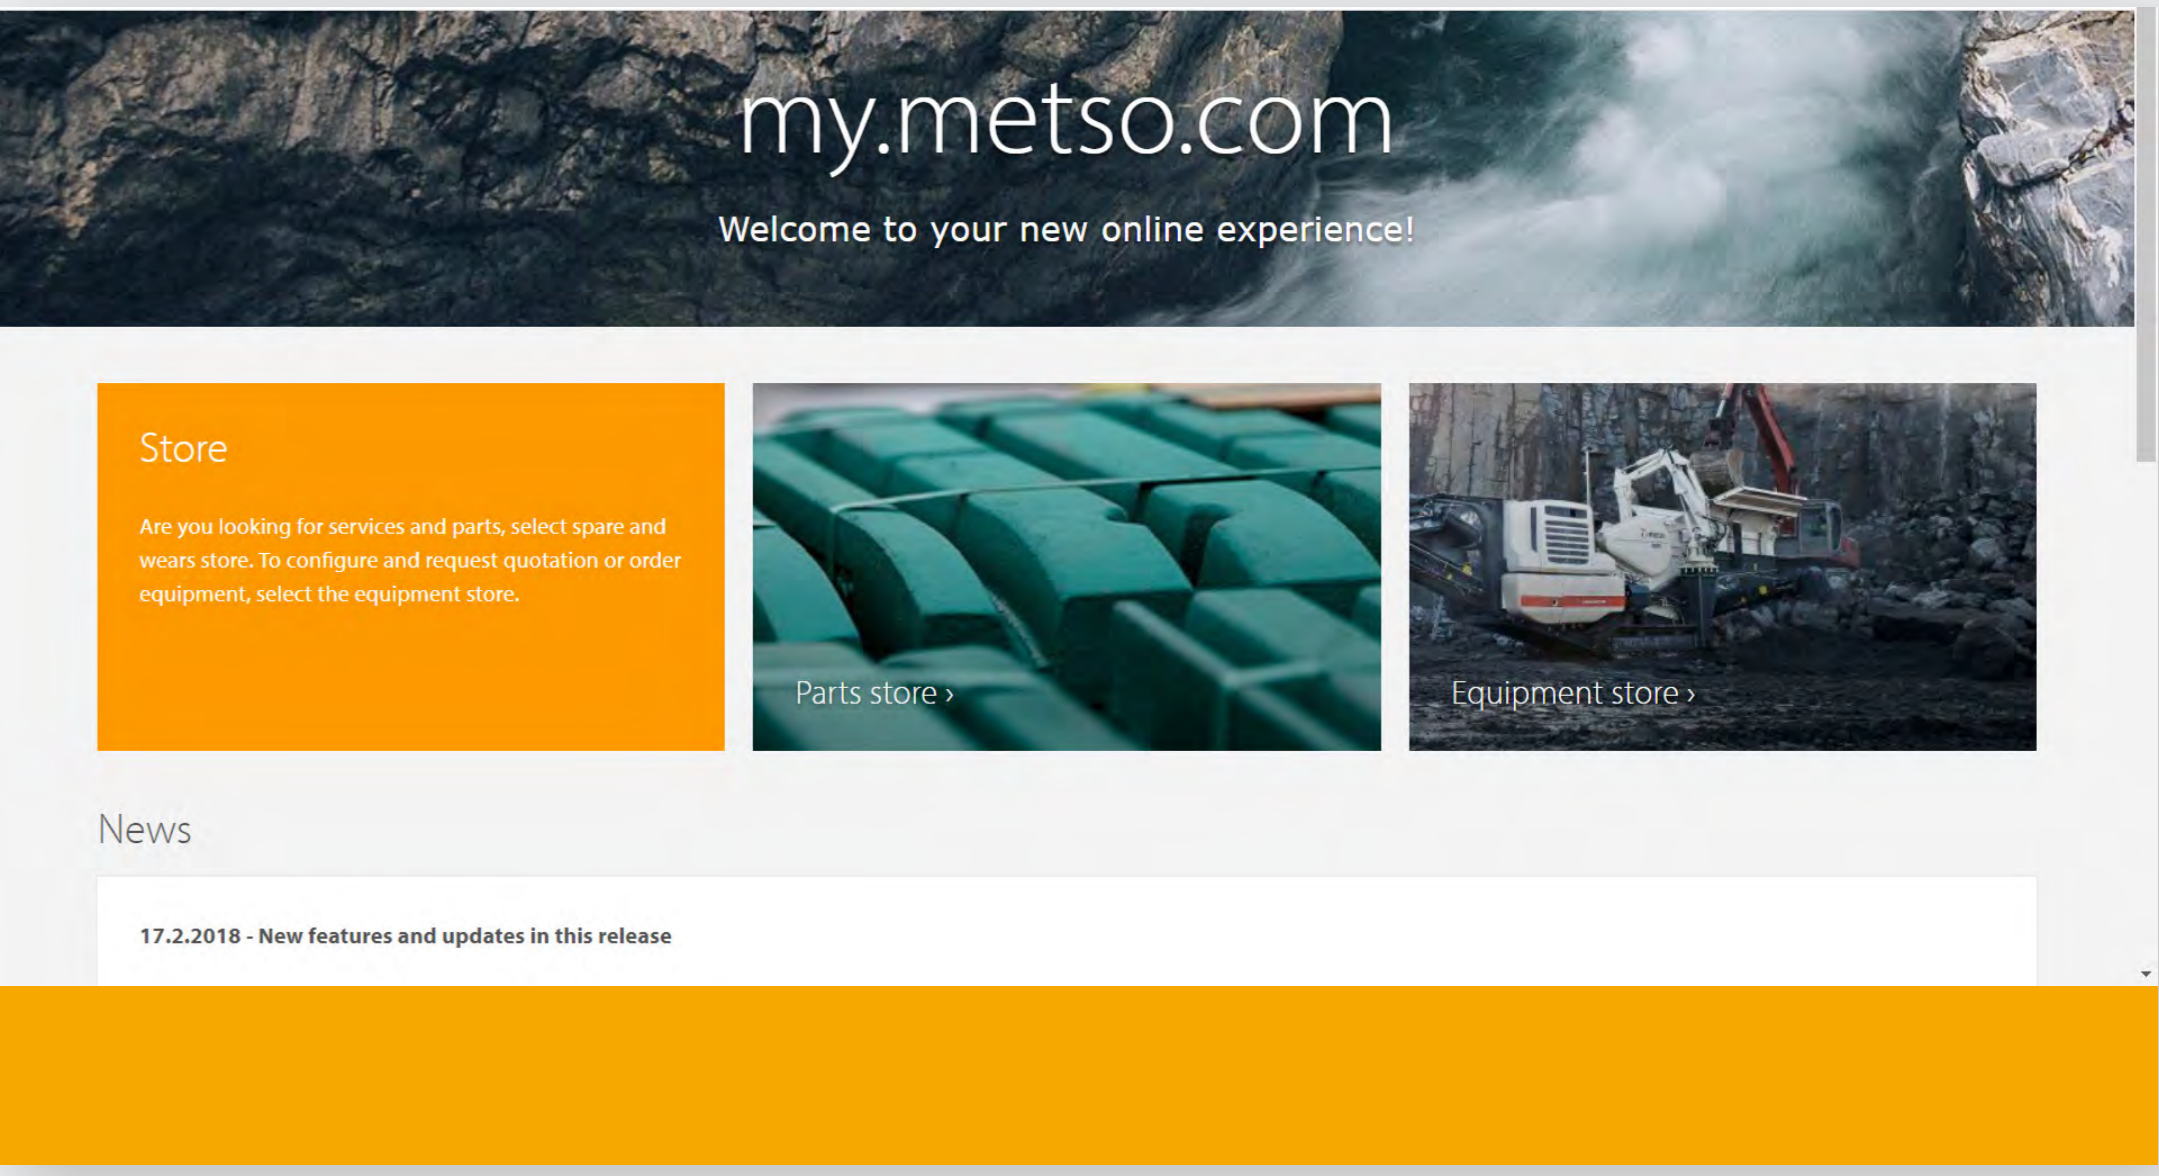 my.metso.com
Welcome to your new online experience!
Store
Are you looking for services and parts, select spare and
wears store. To configure and request quotation or order
equipment, select the equipment store.
Parts store ›
Equipment store ›
News
17.2.2018 - New features and updates in this release